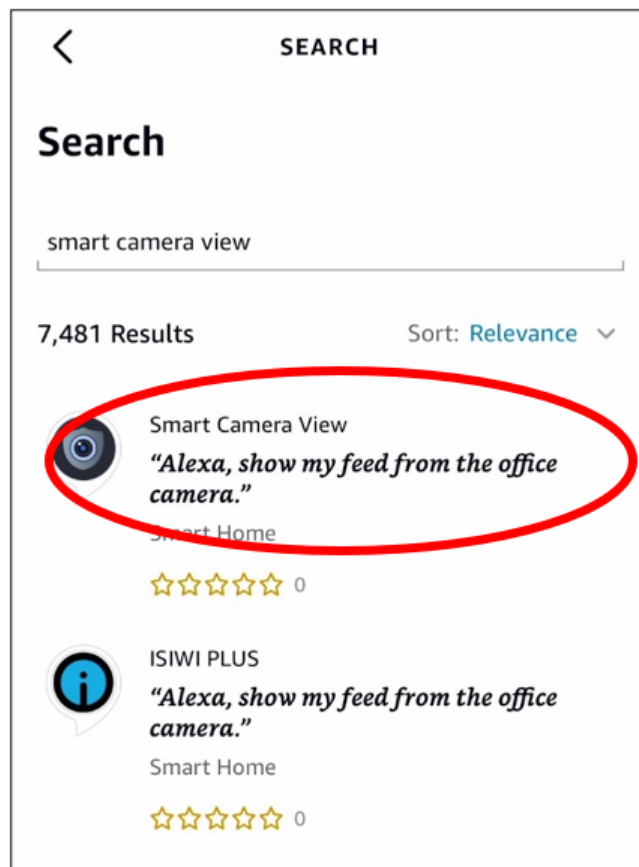 SEARCH
Search
smart camera view
7,481 Results
Sort: Relevance
Smart Camera View
“Alexa, show my feed from the office
camera.”
Smart Home
0
ISIWI PLUS
“Alexa, show my feed from the office
camera.”
Smart Home
0